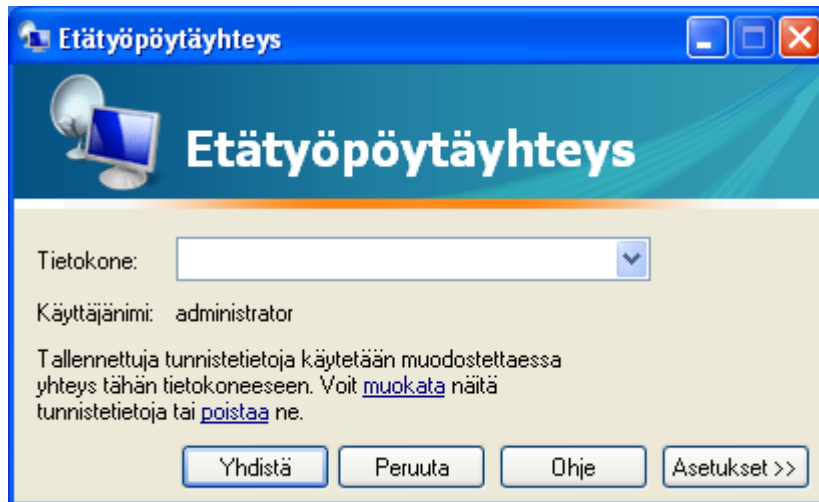 Etätyöpöytäyhteys
Etätyöpöytäyhteys
Tietokone:
Käyttäjänimi: administrator
Tallennettuja tunnistetietoja käytetään muodostettaessa
yhteys tähän tietokoneeseen. Voit muokata näitä
tunnistetietoja tai poistaa ne.
Yhdistä Peruuta Ohje Asetukset >>